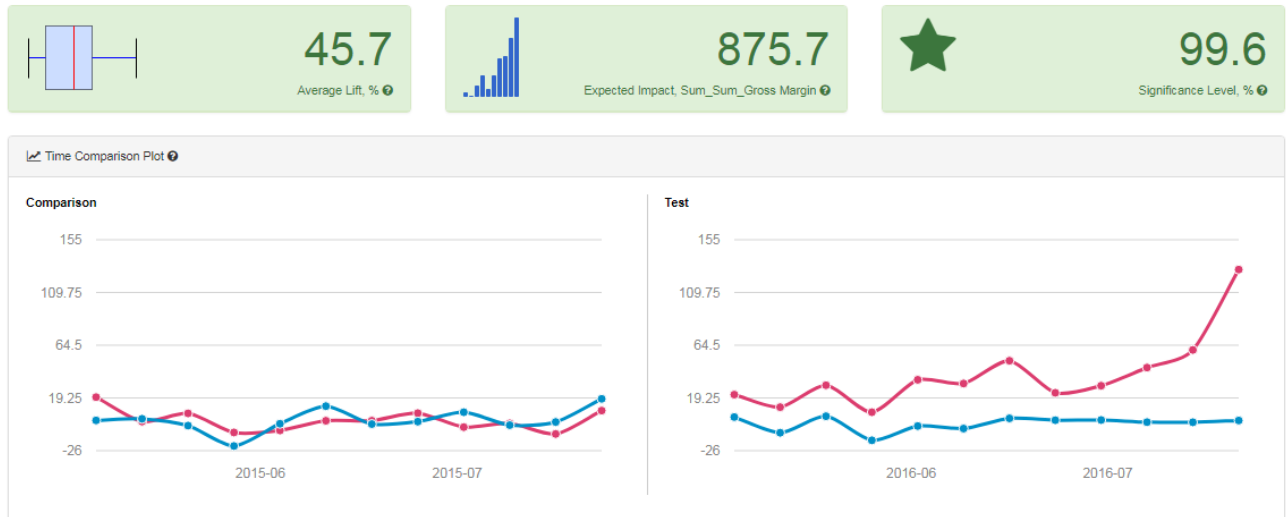 45.7
Average Lift, %
875.7
Expected Impact, Sum_Sum_Gross Margin
99.6
Significance Level, %
Time Comparison Plot
Comparison
155
109.75
64.5
19.25
-26
2015-06 2015-07
Test
155
109.75
64.5
19.25
-26
2016-06 2016-07